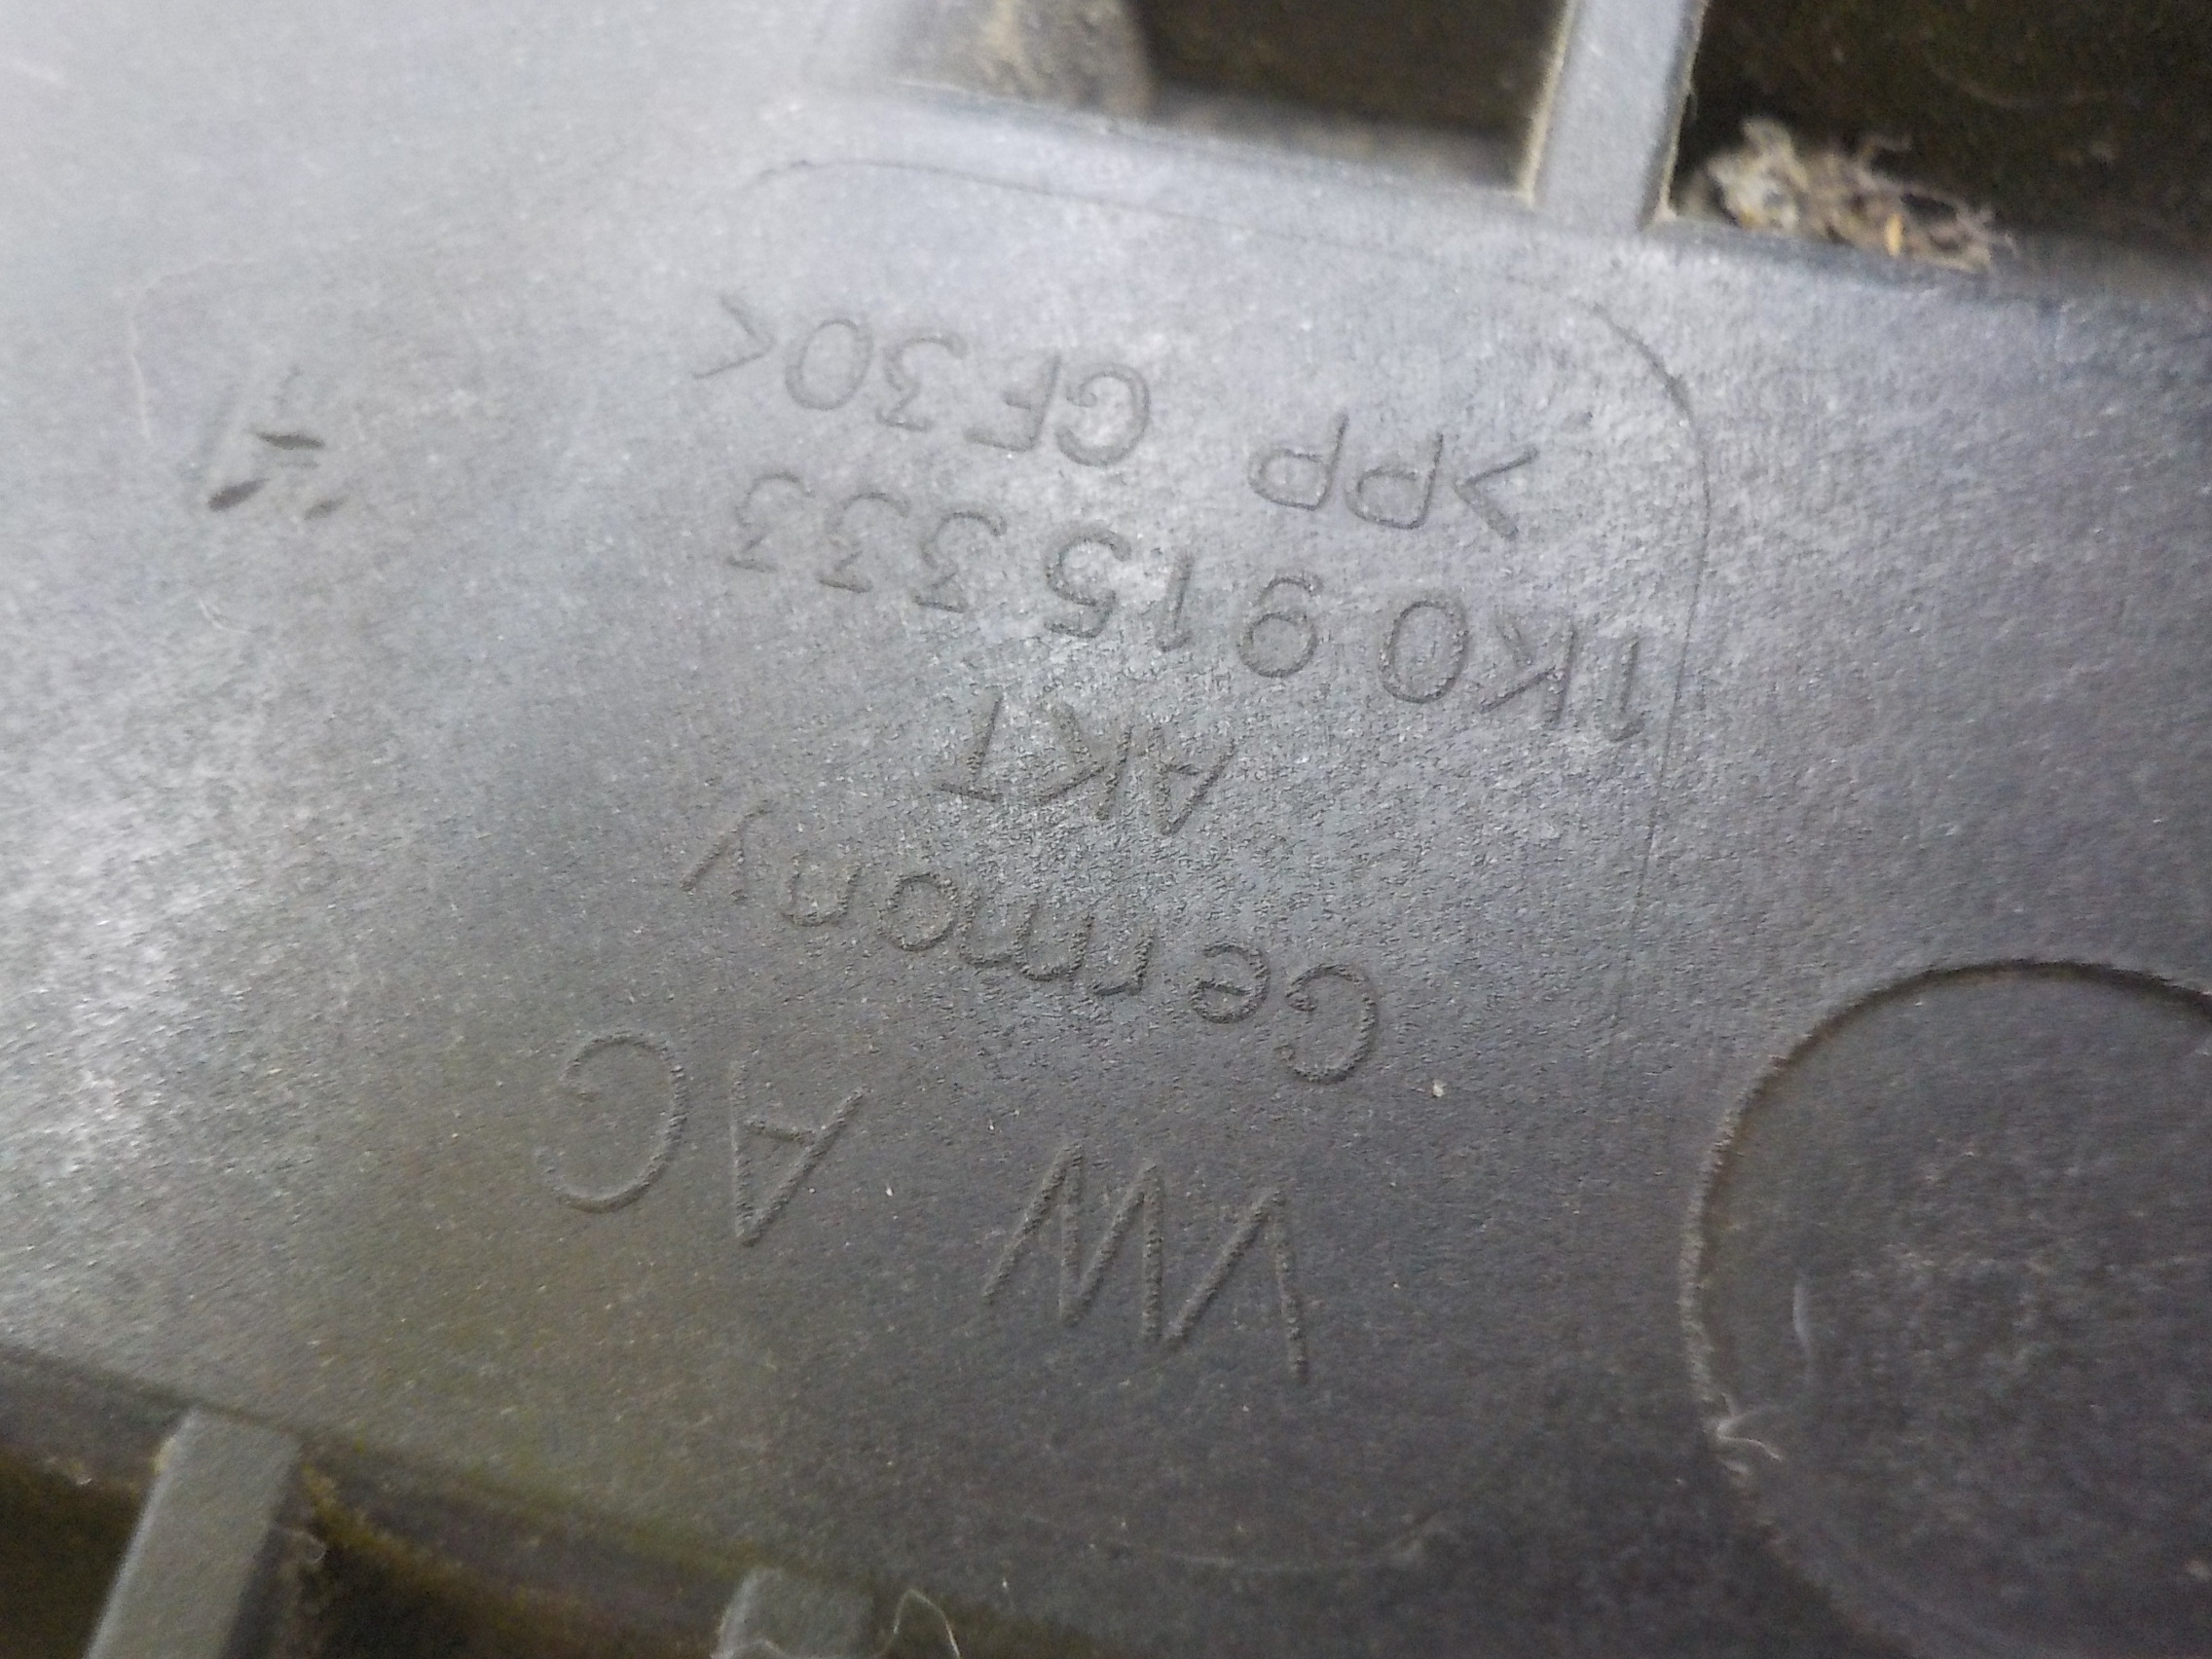 VW AG
Germany
AKT
1K0 915 333
>PP GF30<